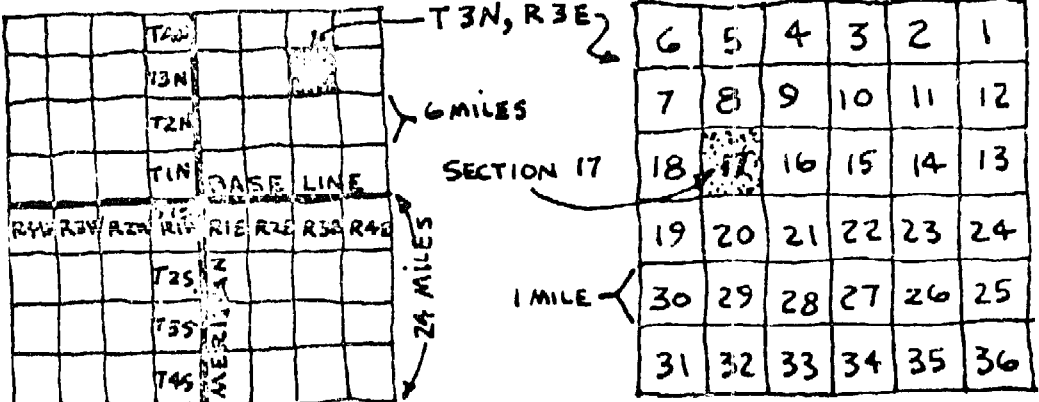 T4N
T3N
T2N
T1N
BASE LINE
R4W R3W R2W R1W R1E R2E R3E R4E
T2S
T3S
T4S
MERIDIAN
T 3N, R 3E
6 MILES
24 MILES
SECTION 17
1 MILE
6 5 4 3 2 1
7 8 9 10 11 12
18 17 16 15 14 13
19 20 21 22 23 24
30 29 28 27 26 25
31 32 33 34 35 36